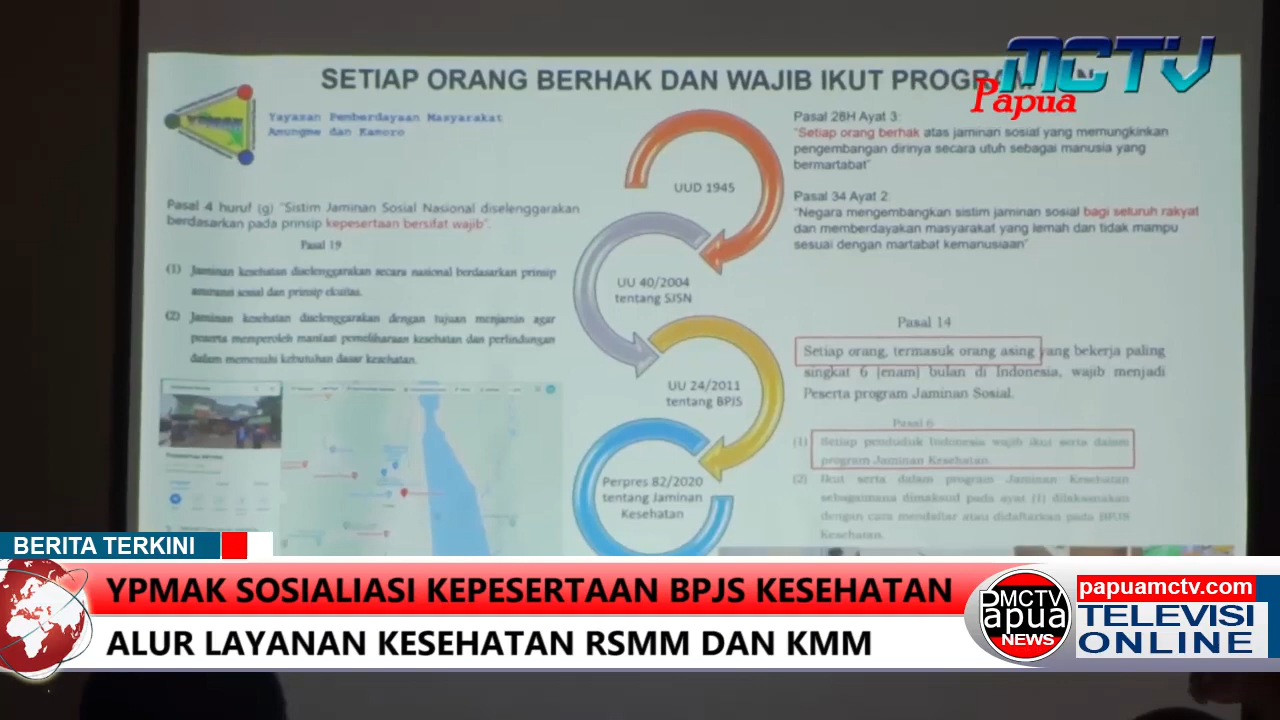 MCTV
Papua
SETIAP ORANG BERHAK DAN WAJIB IKUT PROGRAM
YPMAK
Yayasan Pemberdayaan Masyarakat
Amungme dan Kamoro
Pasal 4 huruf (g) "Sistim Jaminan Sosial Nasional diselenggarakan
berdasarkan pada prinsip kepesertaan bersifat wajib".
Pasal 19
(1) Jaminan kesehatan diselenggarakan secara nasional berdasarkan prinsip
asuransi sosial dan prinsip ekuitas.
(2) Jaminan kesehatan diselenggarakan dengan tujuan menjamin agar
peserta memperoleh manfaat pemeliharaan kesehatan dan perlindungan
dalam memenuhi kebutuhan dasar kesehatan.
UUD 1945
UU 40/2004
tentang SJSN
UU 24/2011
tentang BPJS
Perpres 82/2020
tentang Jaminan
Kesehatan
Pasal 28H Ayat 3:
"Setiap orang berhak atas jaminan sosial yang memungkinkan
pengembangan dirinya secara utuh sebagai manusia yang
bermartabat"
Pasal 34 Ayat 2:
"Negara mengembangkan sistim jaminan sosial bagi seluruh rakyat
dan memberdayakan masyarakat yang lemah dan tidak mampu
sesuai dengan martabat kemanusiaan"
Pasal 14
Setiap orang, termasuk orang asing yang bekerja paling
singkat 6 (enam) bulan di Indonesia, wajib menjadi
Peserta program Jaminan Sosial.
Pasal 6
(1) Setiap penduduk Indonesia wajib ikut serta dalam
program Jaminan Kesehatan.
(2) Ikut serta dalam program Jaminan Kesehatan
sebagaimana dimaksud pada ayat (1) dilaksanakan
dengan cara mendaftar atau didaftarkan pada BPJS
Kesehatan.
BERITA TERKINI
YPMAK SOSIALIASI KEPESERTAAN BPJS KESEHATAN
ALUR LAYANAN KESEHATAN RSMM DAN KMM
MCTV
Papua
NEWS
papuamctv.com
TELEVISI
ONLINE